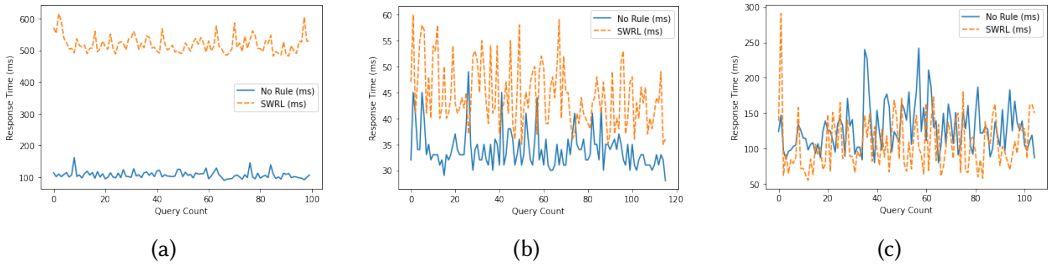 600
500
400
300
200
100
0
20
40
60
80
100
Response Time (ms)
Query Count
No Rule (ms)
SWRL (ms)
(a)
60
55
50
45
40
35
30
0
20
40
60
80
100
120
Response Time (ms)
Query Count
No Rule (ms)
SWRL (ms)
(b)
300
250
200
150
100
50
0
20
40
60
80
100
Response Time (ms)
Query Count
No Rule (ms)
SWRL (ms)
(c)